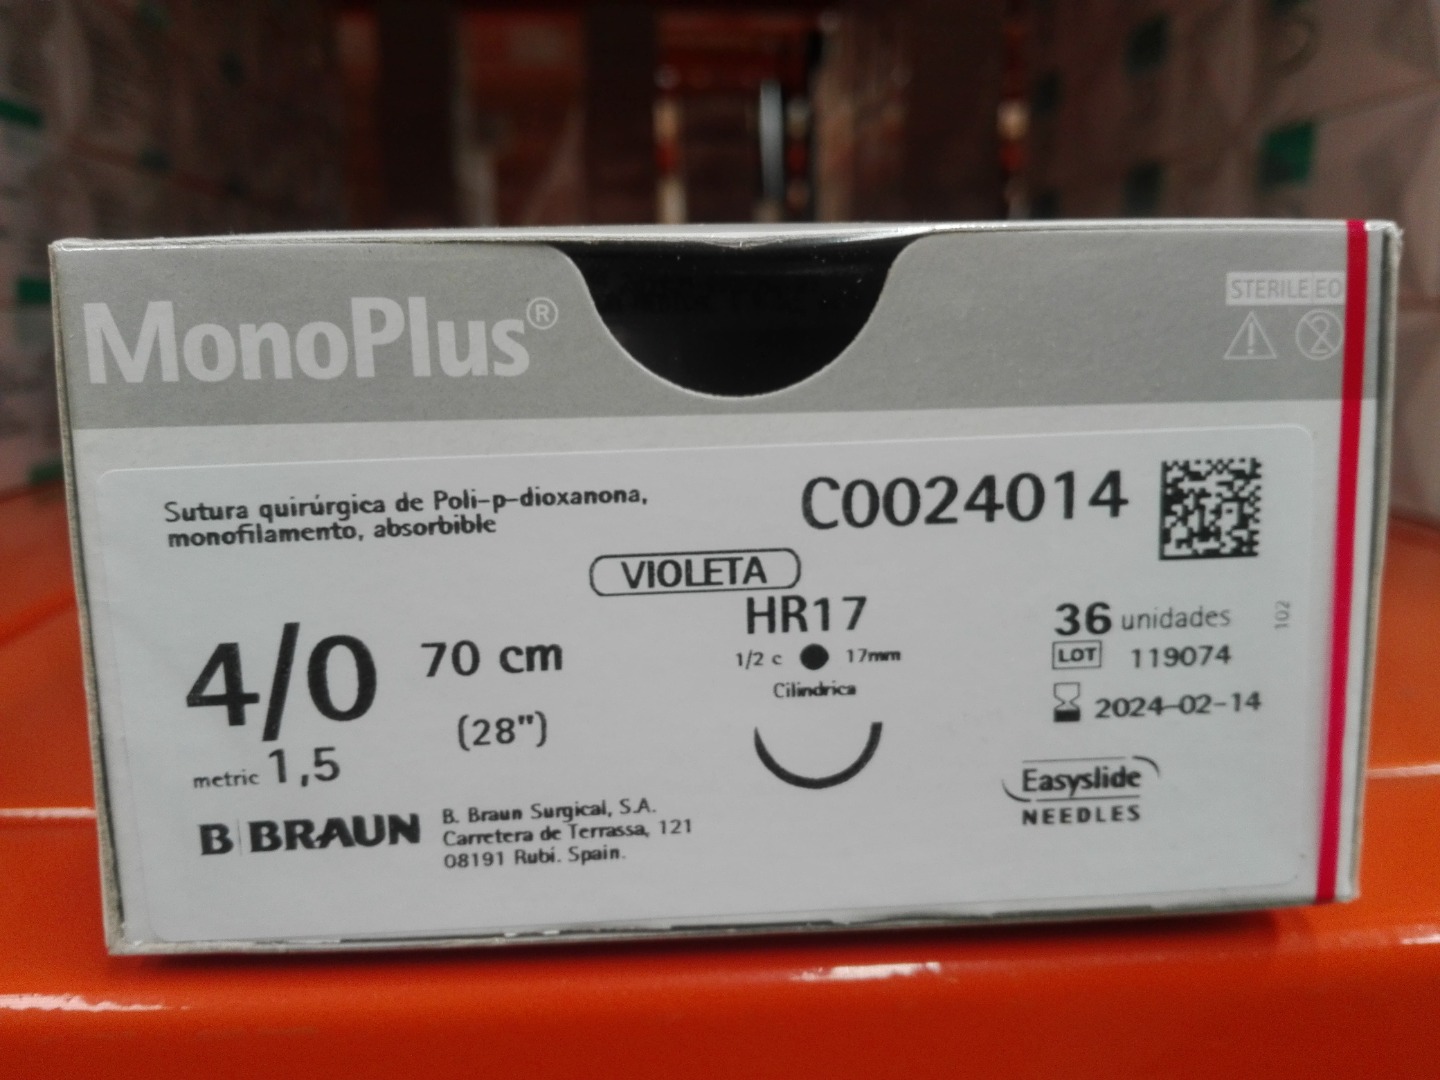 MonoPlus®
STERILE EO
Sutura quirúrgica de Poli-p-dioxanona,
monofilamento, absorbible
C0024014
VIOLETA
HR17
1/2 c 17mm
Cilíndrica
4/0
70 cm
(28")
metric 1,5
36 unidades
LOT 119074
2024-02-14
102
Easyslide
NEEDLES
B BRAUN
B. Braun Surgical, S.A.
Carretera de Terrassa, 121
08191 Rubí. Spain.